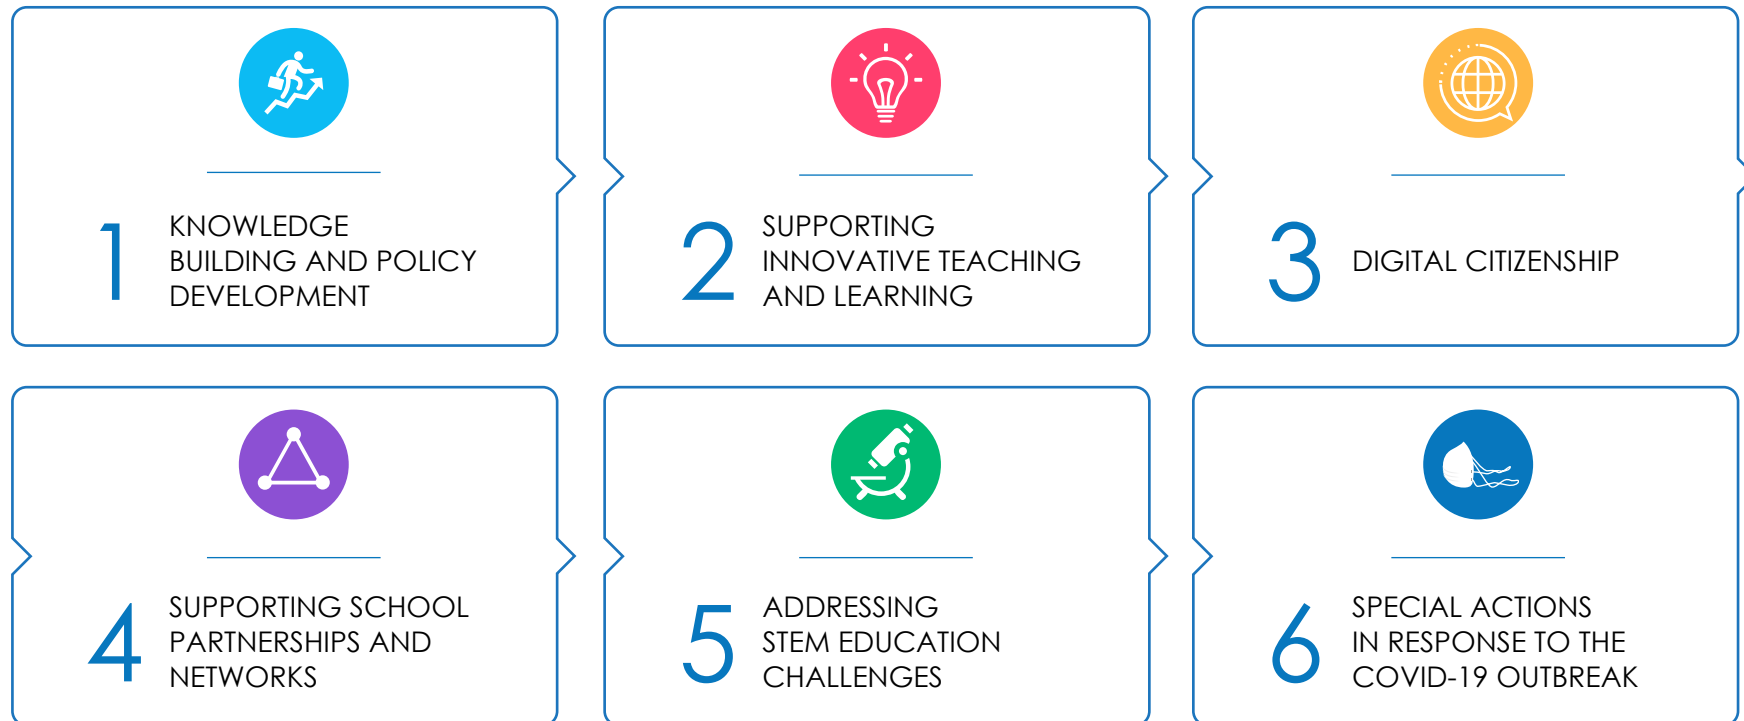 1
KNOWLEDGE
BUILDING AND POLICY
DEVELOPMENT
2
SUPPORTING
INNOVATIVE TEACHING
AND LEARNING
3
DIGITAL CITIZENSHIP
4
SUPPORTING SCHOOL
PARTNERSHIPS AND
NETWORKS
5
ADDRESSING
STEM EDUCATION
CHALLENGES
6
SPECIAL ACTIONS
IN RESPONSE TO THE
COVID-19 OUTBREAK